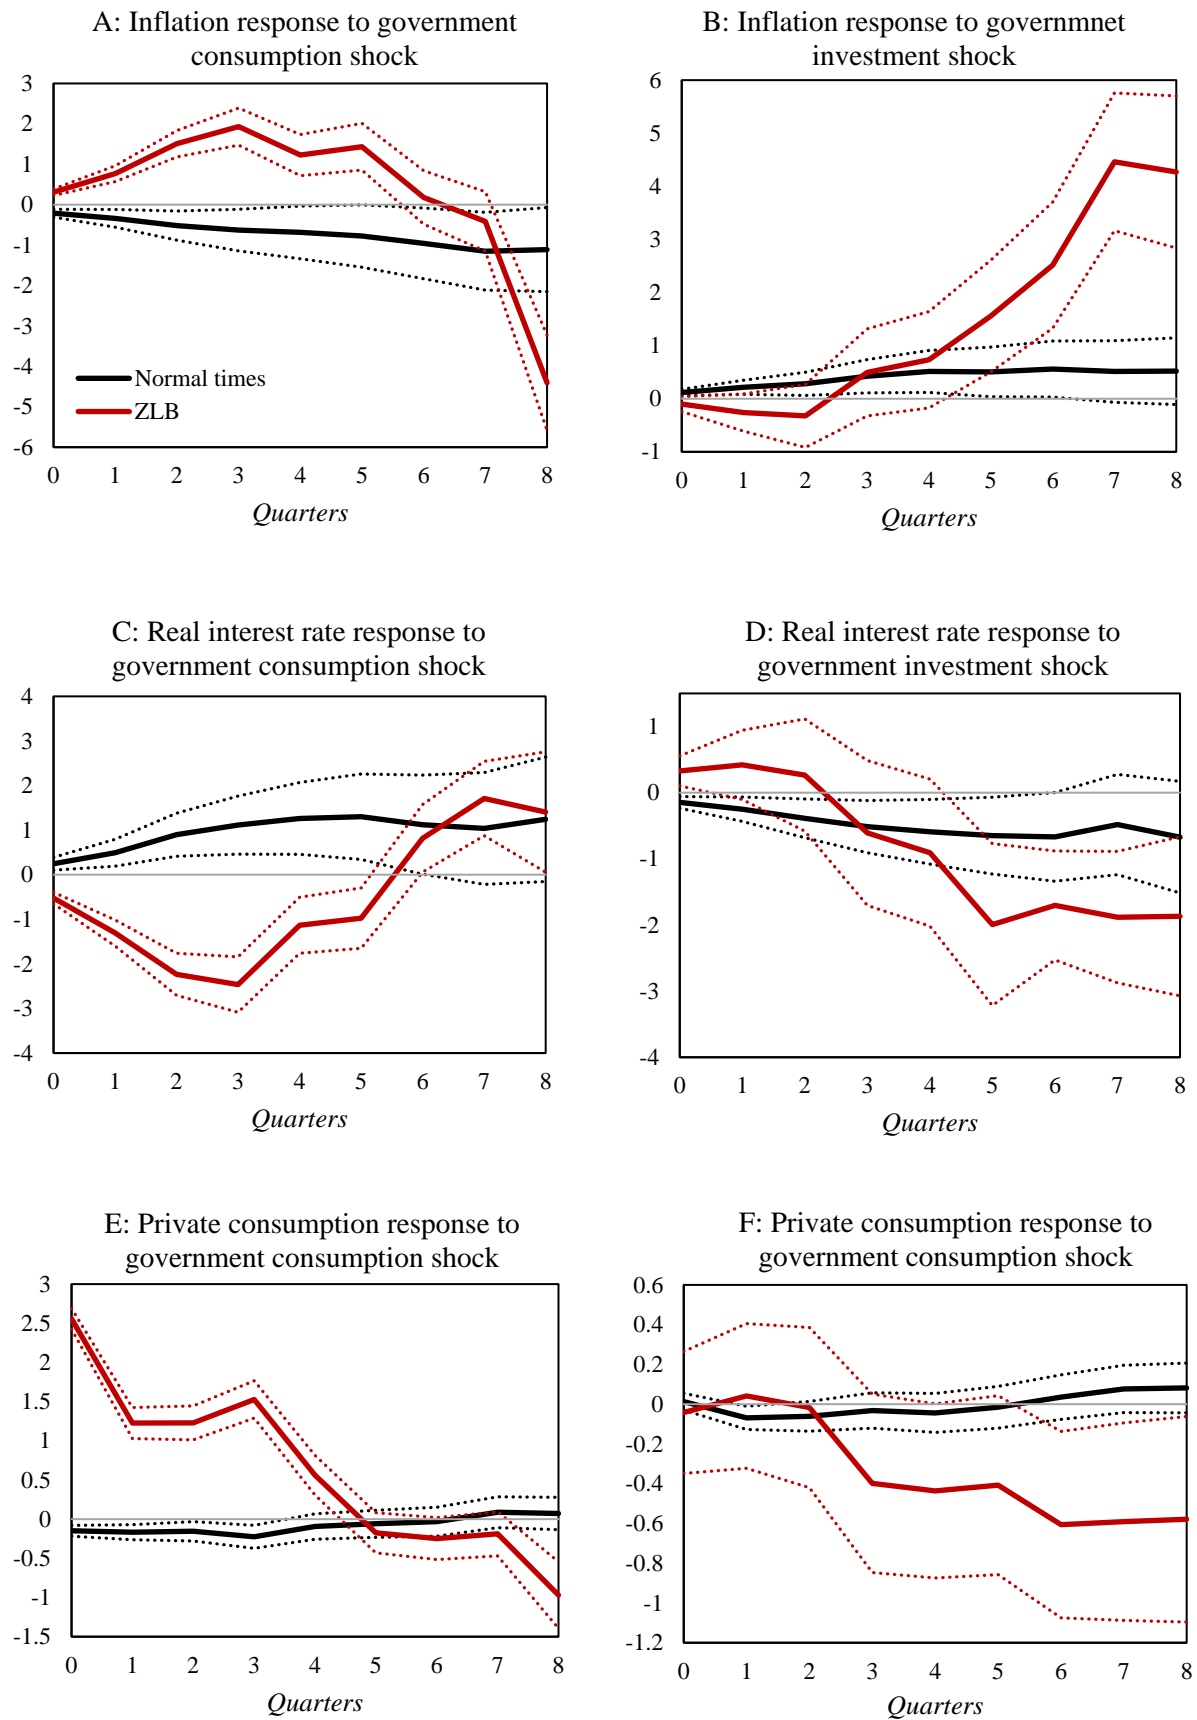 A: Inflation response to government
consumption shock
3
2
1
0
-1
-2
-3
-4
-5
-6
Normal times
ZLB
0 1 2 3 4 5 6 7 8
Quarters
B: Inflation response to governmnet
investment shock
6
5
4
3
2
1
0
-1
0 1 2 3 4 5 6 7 8
Quarters
C: Real interest rate response to
government consumption shock
4
3
2
1
0
-1
-2
-3
-4
0 1 2 3 4 5 6 7 8
Quarters
D: Real interest rate response to
government investment shock
1
0
-1
-2
-3
-4
0 1 2 3 4 5 6 7 8
Quarters
E: Private consumption response to
government consumption shock
3
2.5
2
1.5
1
0.5
0
-0.5
-1
-1.5
0 1 2 3 4 5 6 7 8
Quarters
F: Private consumption response to
government consumption shock
0.6
0.4
0.2
0
-0.2
-0.4
-0.6
-0.8
-1
-1.2
0 1 2 3 4 5 6 7 8
Quarters